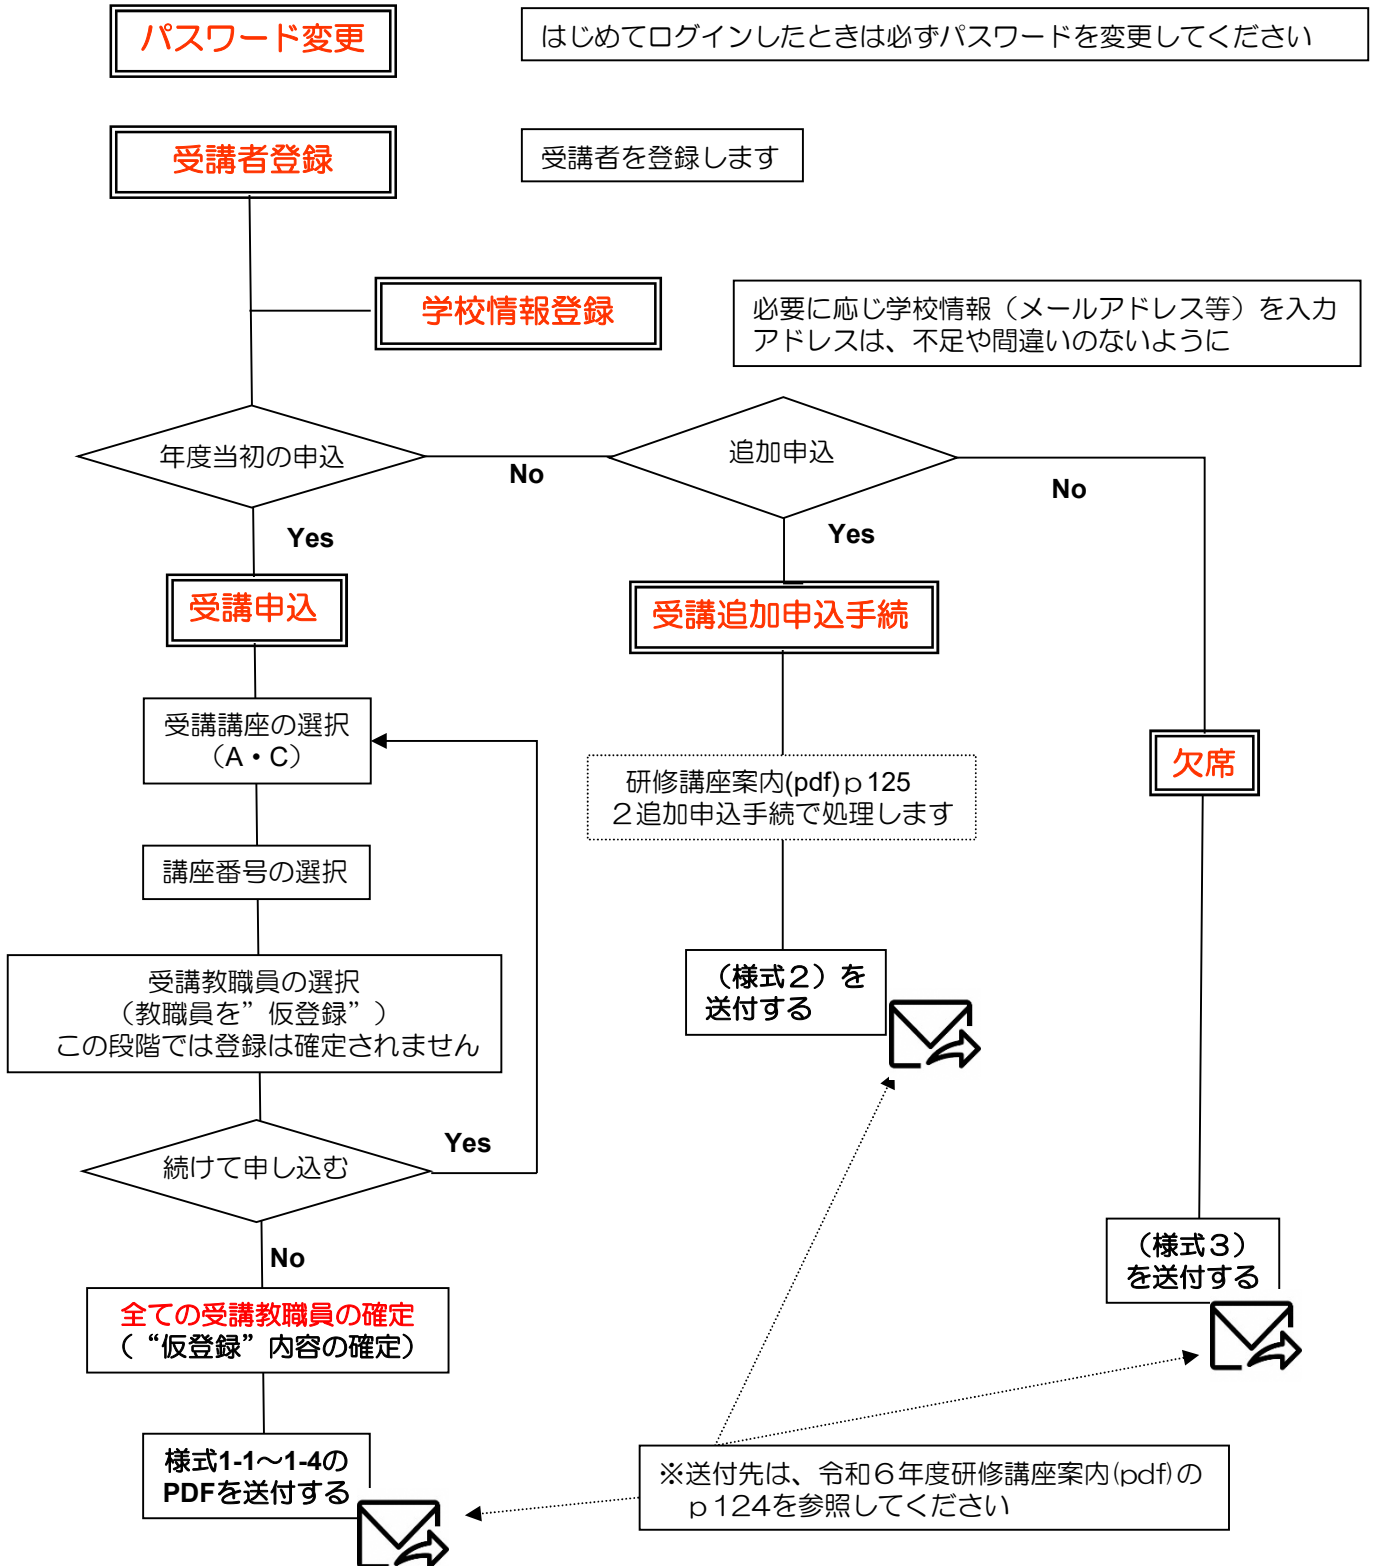 パスワード変更
はじめてログインしたときは必ずパスワードを変更してください
受講者登録
受講者を登録します
学校情報登録
必要に応じ学校情報（メールアドレス等）を入力
アドレスは、不足や間違いのないように
年度当初の申込
No
追加申込
No
Yes
Yes
受講申込
受講追加申込手続
受講講座の選択
（A・C）
欠席
研修講座案内(pdf)ｐ125
２追加申込手続で処理します
講座番号の選択
受講教職員の選択
（教職員を”仮登録”）
この段階では登録は確定されません
（様式２）を
送付する
続けて申し込む
Yes
No
（様式３）
を送付する
全ての受講教職員の確定
（“仮登録”内容の確定）
様式1-1～1-4の
PDFを送付する
※送付先は、令和６年度研修講座案内(pdf)の
ｐ124を参照してください